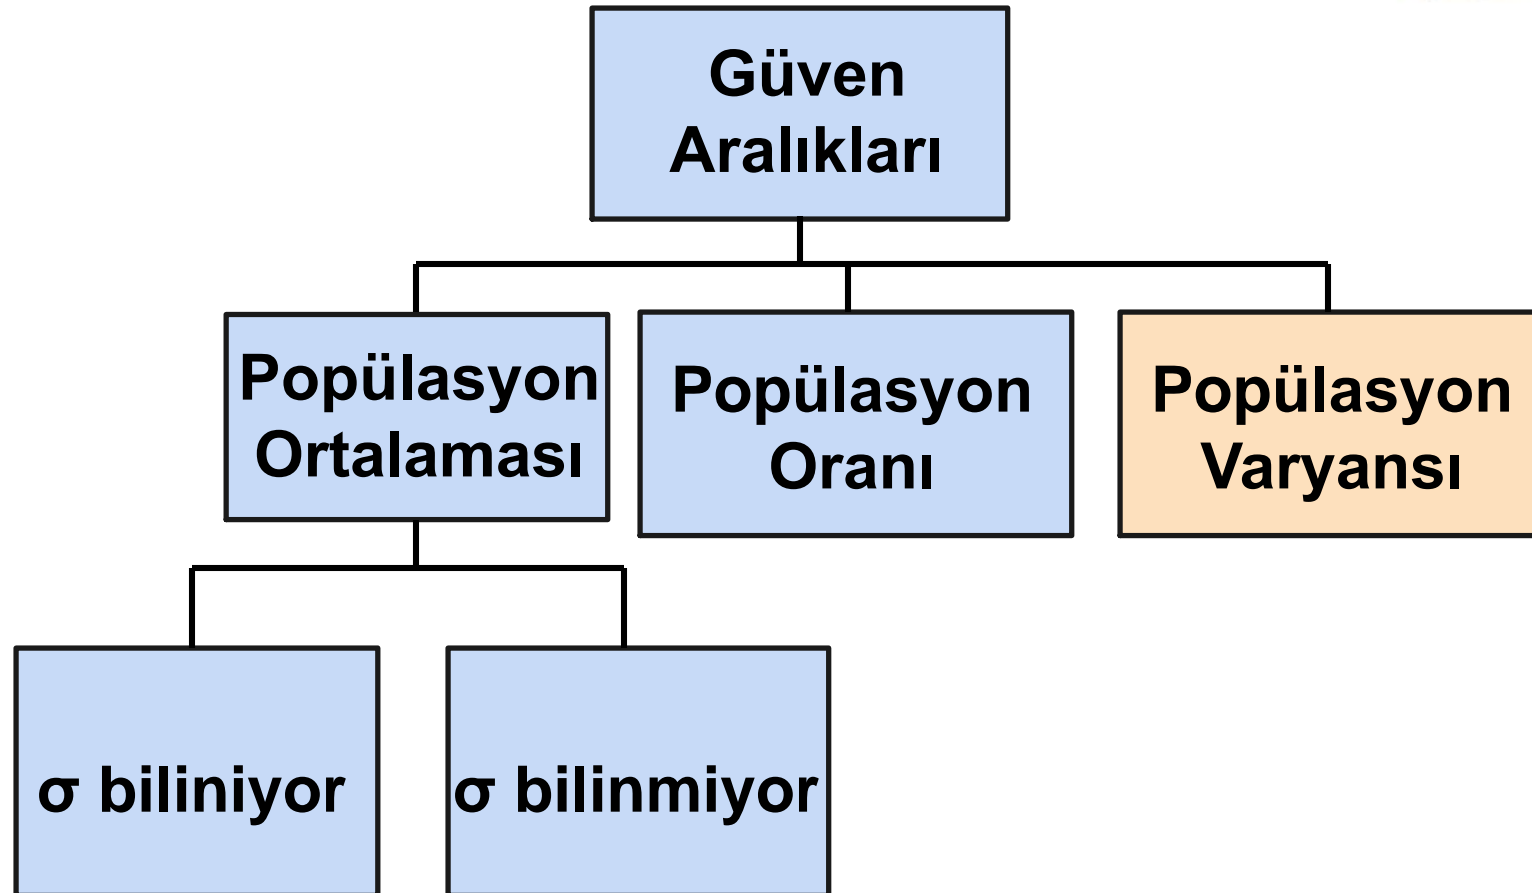 Güven
Aralıkları
Popülasyon
Ortalaması
Popülasyon
Oranı
Popülasyon
Varyansı
σ biliniyor
σ bilinmiyor